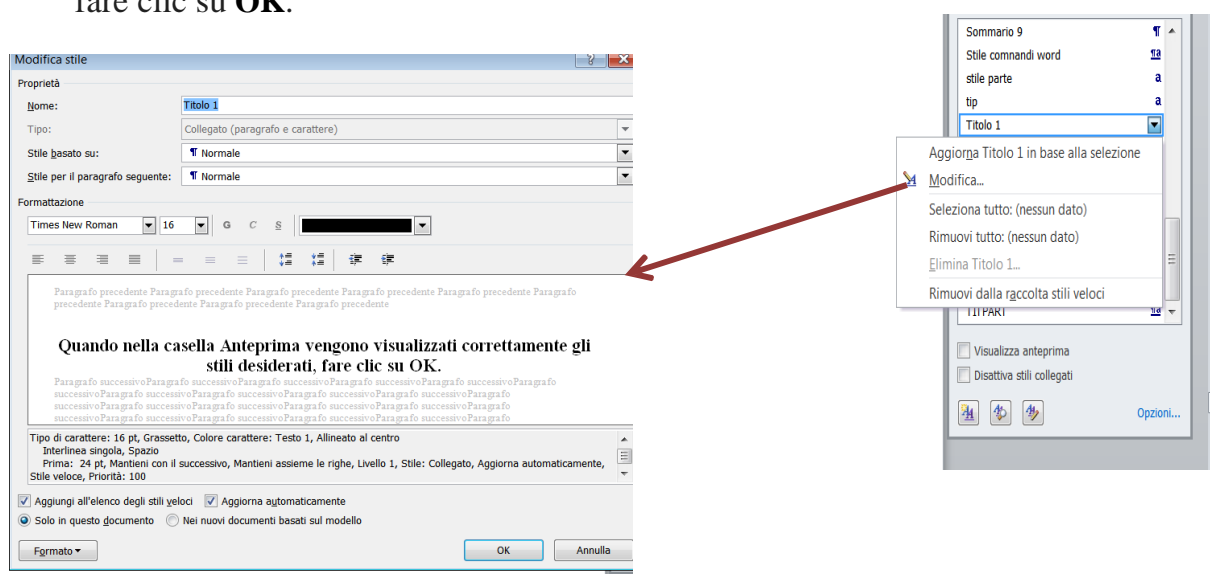 fare clic su OK.
Modifica stile
Proprietà
Nome: Titolo 1
Tipo: Collegato (paragrafo e carattere)
Stile basato su: ¶ Normale
Stile per il paragrafo seguente: ¶ Normale
Formattazione
Times New Roman 16 G C S
Paragrafo precedente Paragrafo precedente Paragrafo precedente Paragrafo precedente Paragrafo precedente Paragrafo
precedente Paragrafo precedente Paragrafo precedente Paragrafo precedente
Quando nella casella Anteprima vengono visualizzati correttamente gli
stili desiderati, fare clic su OK.
Paragrafo successivoParagrafo successivoParagrafo successivoParagrafo successivoParagrafo successivoParagrafo
successivoParagrafo successivoParagrafo successivoParagrafo successivoParagrafo
successivoParagrafo successivoParagrafo successivoParagrafo successivoParagrafo
successivoParagrafo successivoParagrafo successivoParagrafo successivoParagrafo
Tipo di carattere: 16 pt, Grassetto, Colore carattere: Testo 1, Allineato al centro
Interlinea singola, Spazio
Prima: 24 pt, Mantieni con il successivo, Mantieni assieme le righe, Livello 1, Stile: Collegato, Aggiorna automaticamente,
Stile veloce, Priorità: 100
Aggiungi all'elenco degli stili veloci Aggiorna automaticamente
Solo in questo documento Nei nuovi documenti basati sul modello
Formato OK Annulla
Sommario 9 ¶
Stile comnandi word ¶a
stile parte a
tip a
Titolo 1
Aggiorna Titolo 1 in base alla selezione
Modifica...
Seleziona tutto: (nessun dato)
Rimuovi tutto: (nessun dato)
Elimina Titolo 1...
Rimuovi dalla raccolta stili veloci
TITPART ¶a
Visualizza anteprima
Disattiva stili collegati
Opzioni...